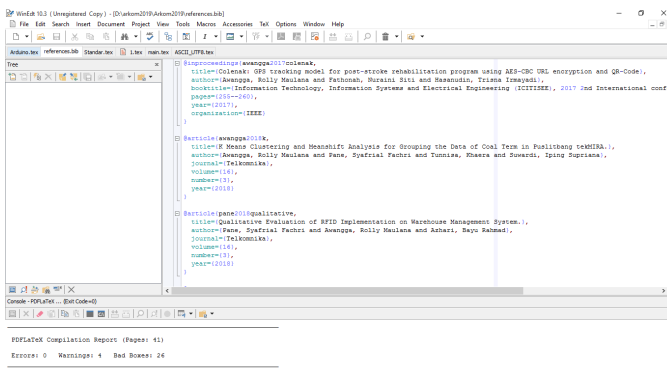 WinEdt 10.3 (Unregistered Copy) - [D:\arkom2019\Arkom2019\references.bib]
File Edit Search Insert Document Project View Tools Macros Accessories TeX Options Window Help
Arduino.tex references.bib Standar.tex 1.tex main.tex ASCII_UTF8.tex
Tree
@inproceedings{awangga2017colenak,
title={Colenak: GPS tracking model for post-stroke rehabilitation program using AES-CBC URL encryption and QR-Code},
author={Awangga, Rolly Maulana and Fathonah, Nuraini Siti and Hasanudin, Trisna Irmayadi},
booktitle={Information Technology, Information Systems and Electrical Engineering (ICITISEE), 2017 2nd International conf
pages={255--260},
year={2017},
organization={IEEE}
}
@article{awangga2018k,
title={K Means Clustering and Meanshift Analysis for Grouping the Data of Coal Term in Puslitbang tekMIRA.},
author={Awangga, Rolly Maulana and Pane, Syafrial Fachri and Tunnisa, Khaera and Suwardi, Iping Supriana},
journal={Telkomnika},
volume={16},
number={3},
year={2018}
}
@article{pane2018qualitative,
title={Qualitative Evaluation of RFID Implementation on Warehouse Management System.},
author={Pane, Syafrial Fachri and Awangga, Rolly Maulana and Azhari, Bayu Rahmad},
journal={Telkomnika},
volume={16},
number={3},
year={2018}
}
Console - PDFLaTeX ... (Exit Code=0)
PDFLaTeX Compilation Report (Pages: 41)
Errors: 0 Warnings: 4 Bad Boxes: 26